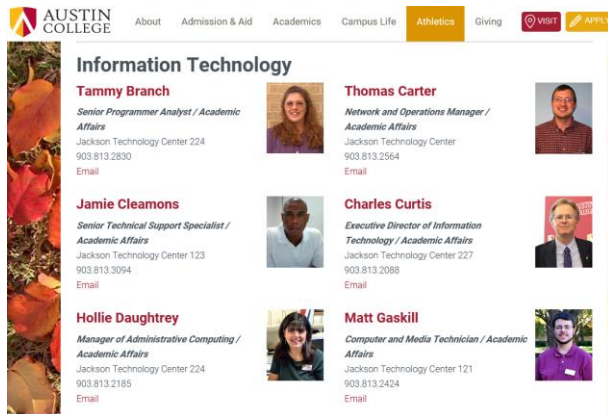 AUSTIN
COLLEGE
About Admission & Aid Academics Campus Life Athletics Giving VISIT APPLY
Information Technology
Tammy Branch
Senior Programmer Analyst / Academic
Affairs
Jackson Technology Center 224
903.813.2830
Email
Thomas Carter
Network and Operations Manager /
Academic Affairs
Jackson Technology Center
903.813.2564
Email
Jamie Cleamons
Senior Technical Support Specialist /
Academic Affairs
Jackson Technology Center 123
903.813.3094
Email
Charles Curtis
Executive Director of Information
Technology / Academic Affairs
Jackson Technology Center 227
903.813.2088
Email
Hollie Daughtrey
Manager of Administrative Computing /
Academic Affairs
Jackson Technology Center 224
903.813.2185
Email
Matt Gaskill
Computer and Media Technician / Academic
Affairs
Jackson Technology Center 121
903.813.2424
Email